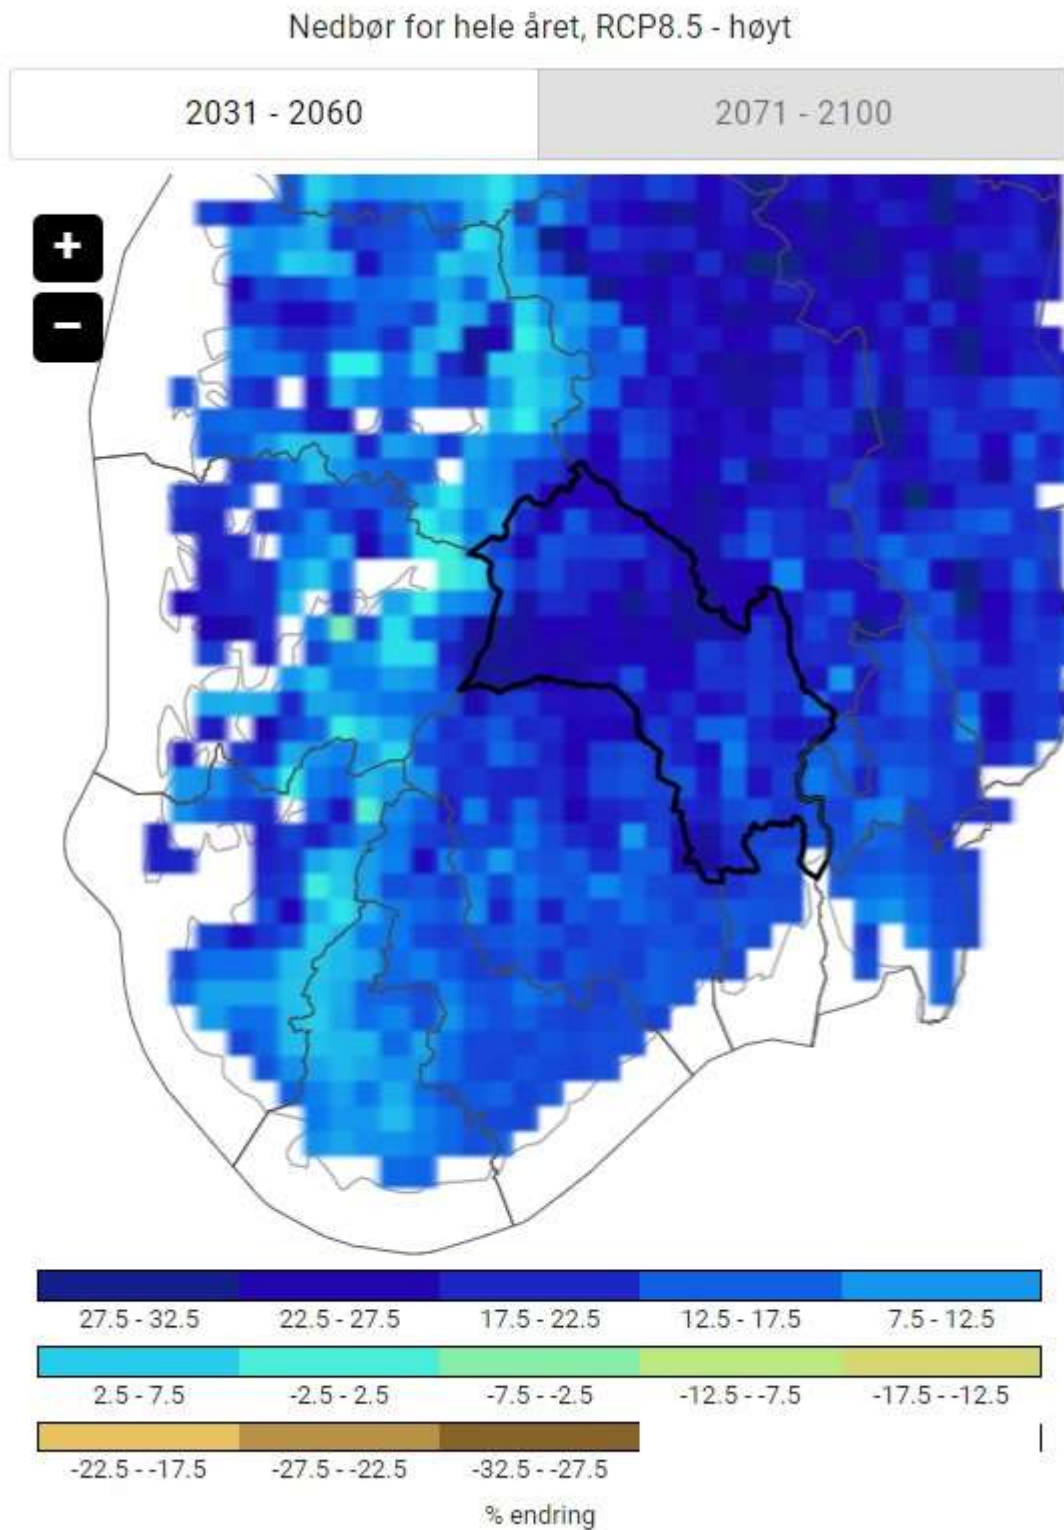 Nedbør for hele året, RCP8.5 - høyt
2031 - 2060 2071 - 2100
+
−
27.5 - 32.5 22.5 - 27.5 17.5 - 22.5 12.5 - 17.5 7.5 - 12.5
2.5 - 7.5 -2.5 - 2.5 -7.5 - -2.5 -12.5 - -7.5 -17.5 - -12.5
-22.5 - -17.5 -27.5 - -22.5 -32.5 - -27.5
% endring